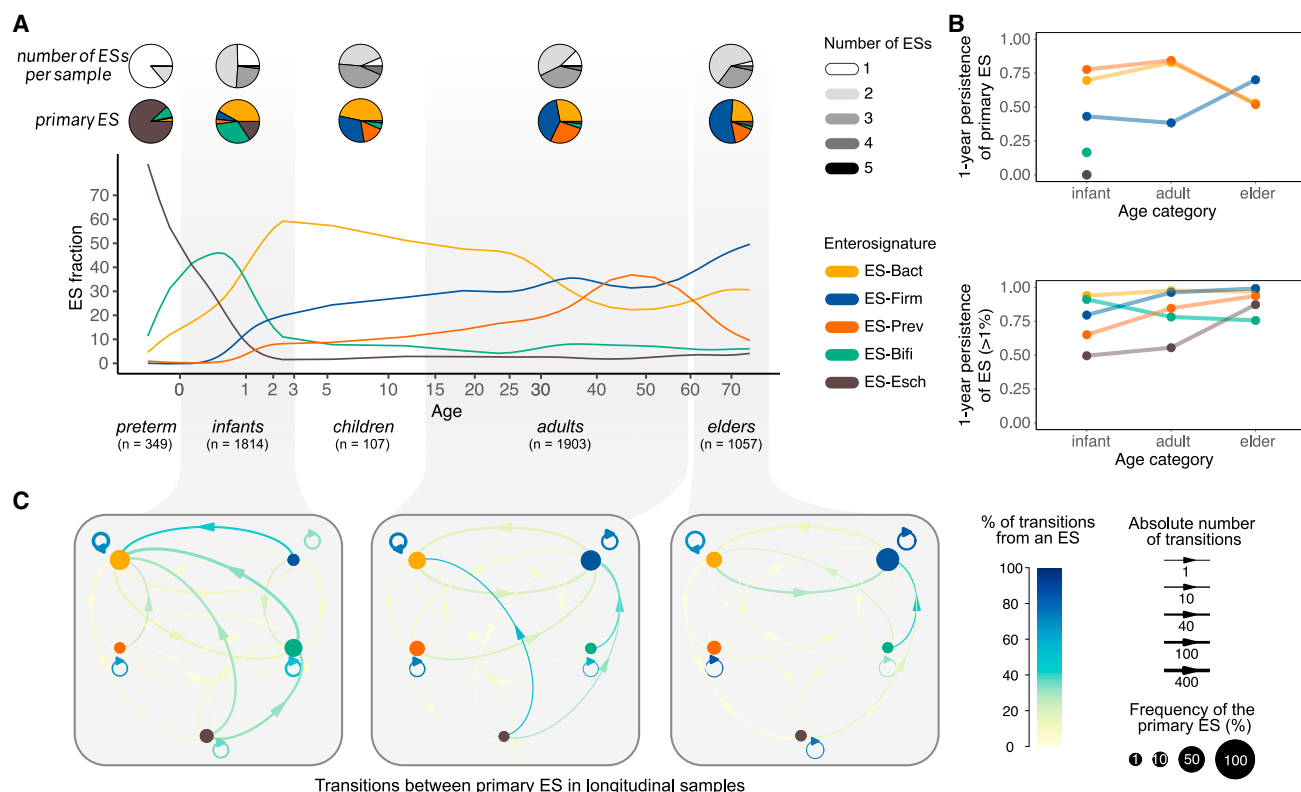 A
number of ESs
per sample
primary ES
Number of ESs
1
2
3
4
5
ES fraction
70
60
50
40
30
20
10
0
0
1
2
3
5
10
15
20
25
30
40
50
60
70
Age
Enterosignature
ES-Bact
ES-Firm
ES-Prev
ES-Bifi
ES-Esch
preterm
(n = 349)
infants
(n = 1814)
children
(n = 107)
adults
(n = 1903)
elders
(n = 1057)
B
1-year persistence
of primary ES
1.00
0.75
0.50
0.25
0.00
infant
adult
elder
Age category
1-year persistence
of ES (>1%)
1.00
0.75
0.50
0.25
0.00
infant
adult
elder
Age category
C
Transitions between primary ES in longitudinal samples
% of transitions
from an ES
100
80
60
40
20
0
Absolute number
of transitions
1
10
40
100
400
Frequency of the
primary ES (%)
1
10
50
100